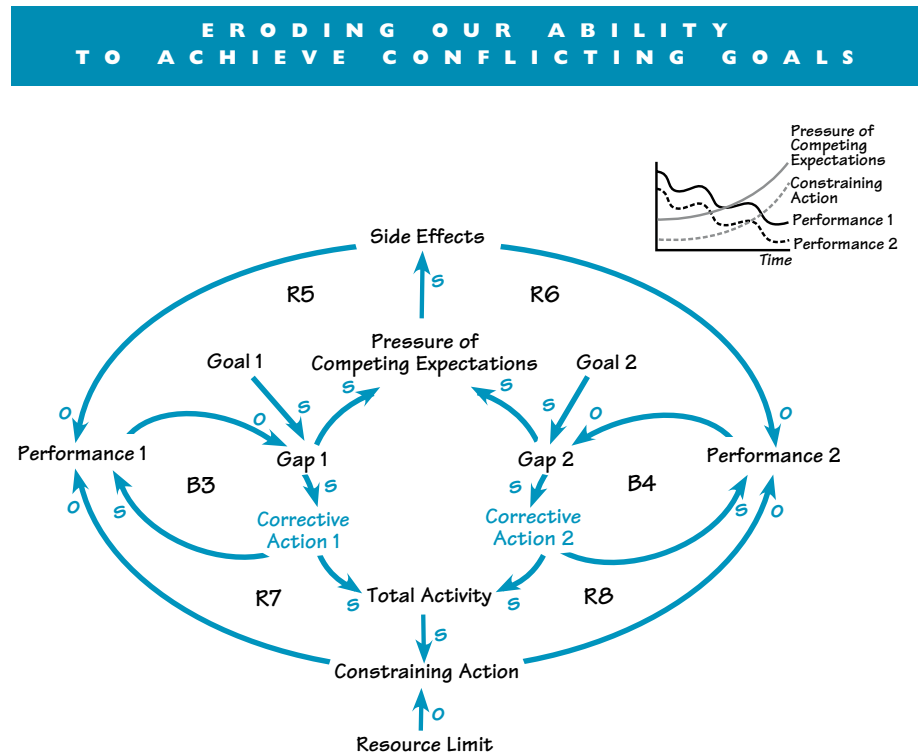 ERODING OUR ABILITY
TO ACHIEVE CONFLICTING GOALS
Pressure of
Competing
Expectations
Constraining
Action
Performance 1
Performance 2
Time
Side Effects
S
R5
R6
Pressure of
Competing Expectations
Goal 1
Goal 2
S
S
S
S
O
O
O
O
O
Performance 1
Gap 1
Gap 2
Performance 2
B3
B4
S
S
O
S
S
O
Corrective
Action 1
Corrective
Action 2
R7
R8
S
Total Activity
S
S
Constraining Action
O
Resource Limit